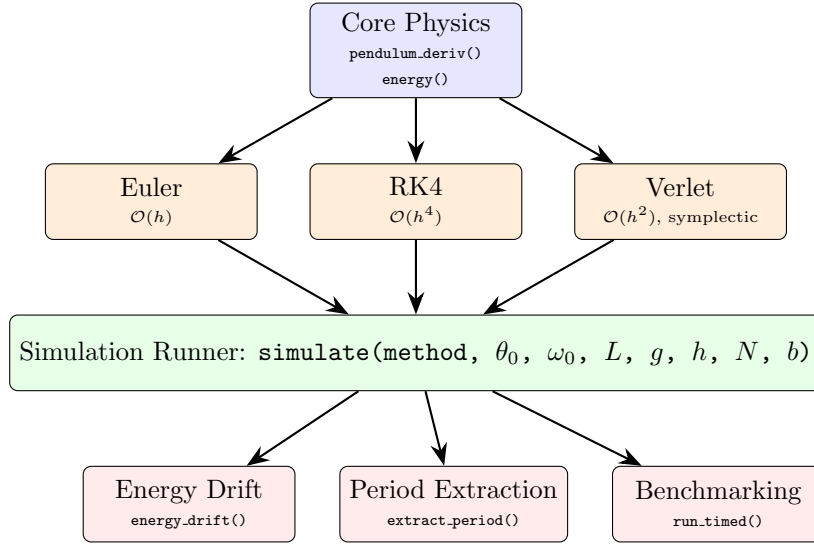 Core Physics
pendulum_deriv()
energy()
Euler
𝒪(h)
RK4
𝒪(h⁴)
Verlet
𝒪(h²), symplectic
Simulation Runner: simulate(method, θ₀, ω₀, L, g, h, N, b)
Energy Drift
energy_drift()
Period Extraction
extract_period()
Benchmarking
run_timed()